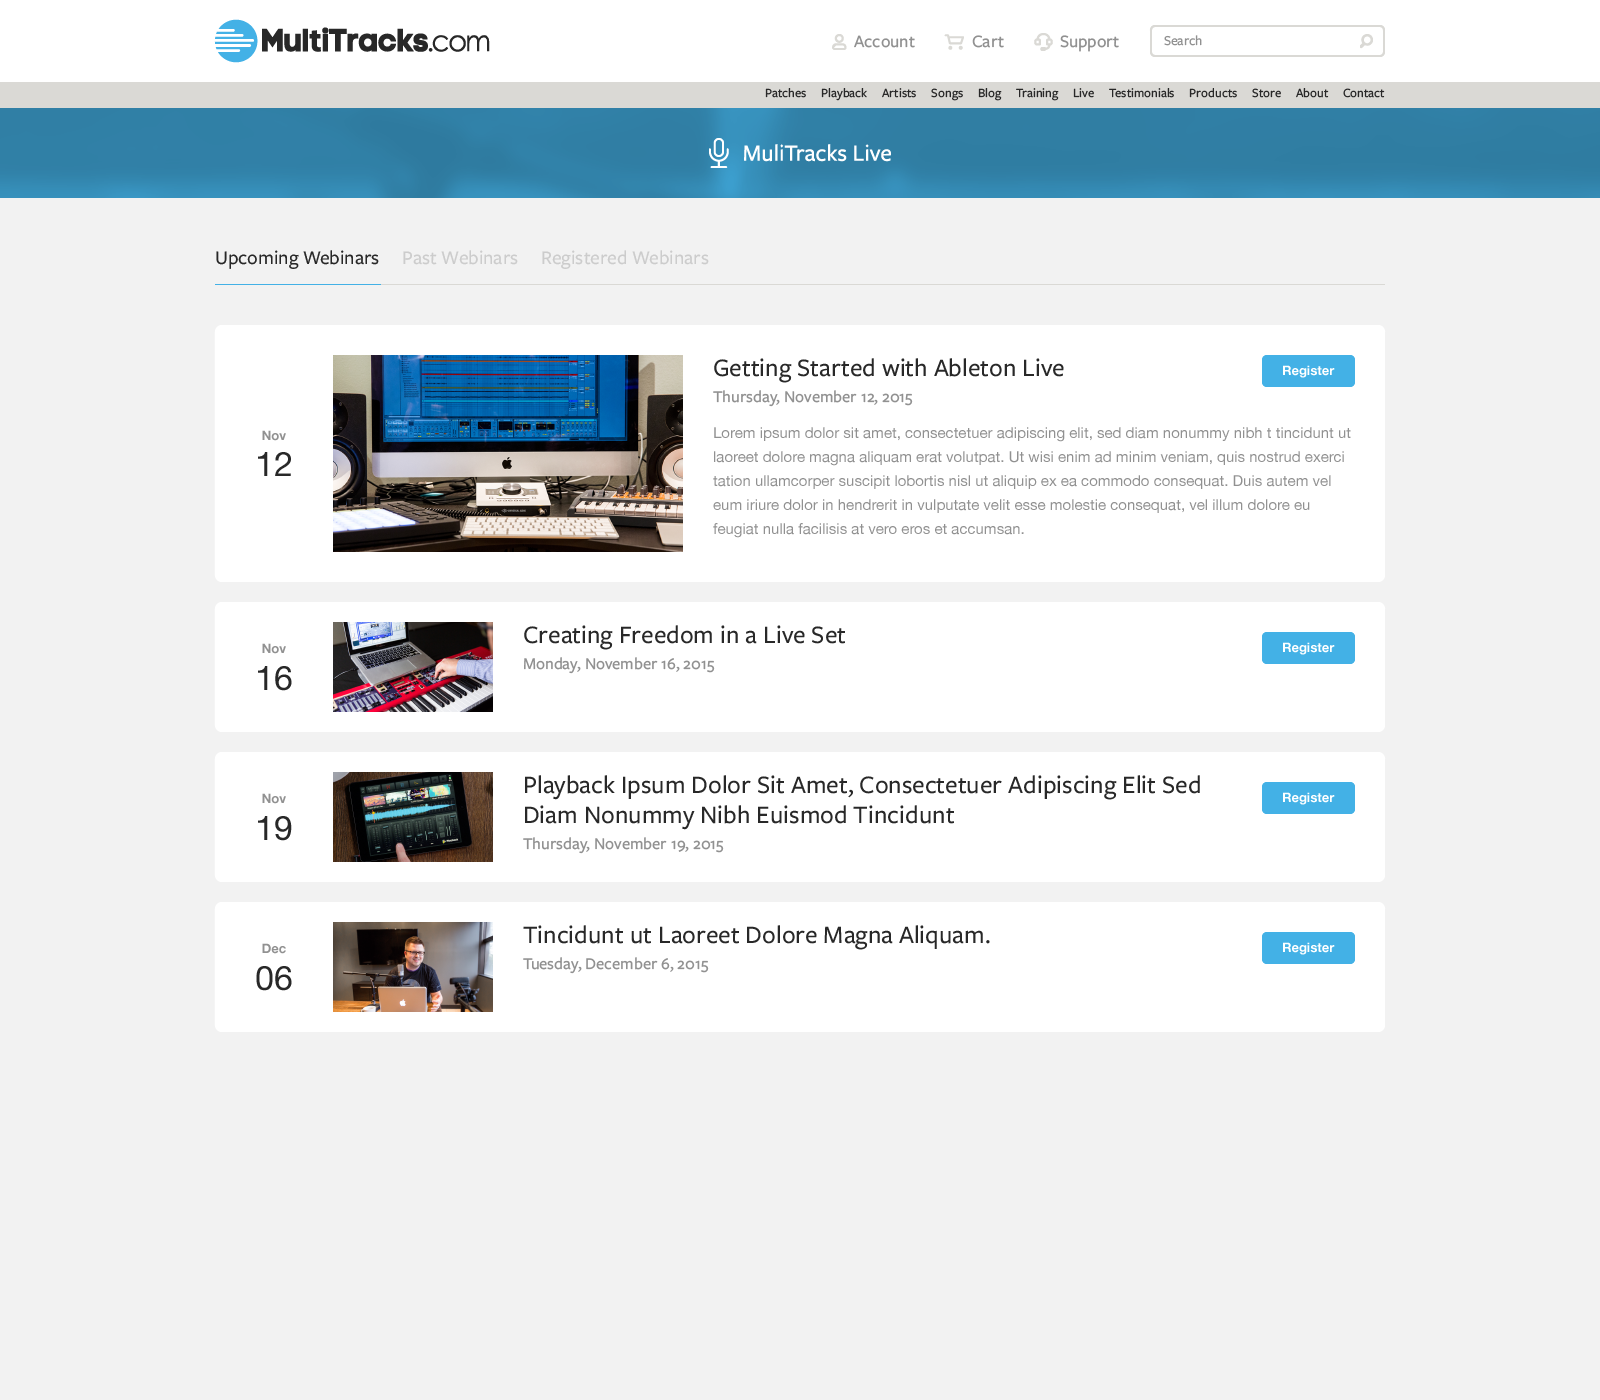 MultiTracks.com
Account Cart Support Search
Patches Playback Artists Songs Blog Training Live Testimonials Products Store About Contact
MuliTracks Live
Upcoming Webinars Past Webinars Registered Webinars
Nov
12
Getting Started with Ableton Live
Register
Thursday, November 12, 2015
Lorem ipsum dolor sit amet, consectetuer adipiscing elit, sed diam nonummy nibh t tincidunt ut
laoreet dolore magna aliquam erat volutpat. Ut wisi enim ad minim veniam, quis nostrud exerci
tation ullamcorper suscipit lobortis nisl ut aliquip ex ea commodo consequat. Duis autem vel
eum iriure dolor in hendrerit in vulputate velit esse molestie consequat, vel illum dolore eu
feugiat nulla facilisis at vero eros et accumsan.
Nov
16
Creating Freedom in a Live Set
Register
Monday, November 16, 2015
Nov
19
Playback Ipsum Dolor Sit Amet, Consectetuer Adipiscing Elit Sed
Diam Nonummy Nibh Euismod Tincidunt
Register
Thursday, November 19, 2015
Dec
06
Tincidunt ut Laoreet Dolore Magna Aliquam.
Register
Tuesday, December 6, 2015